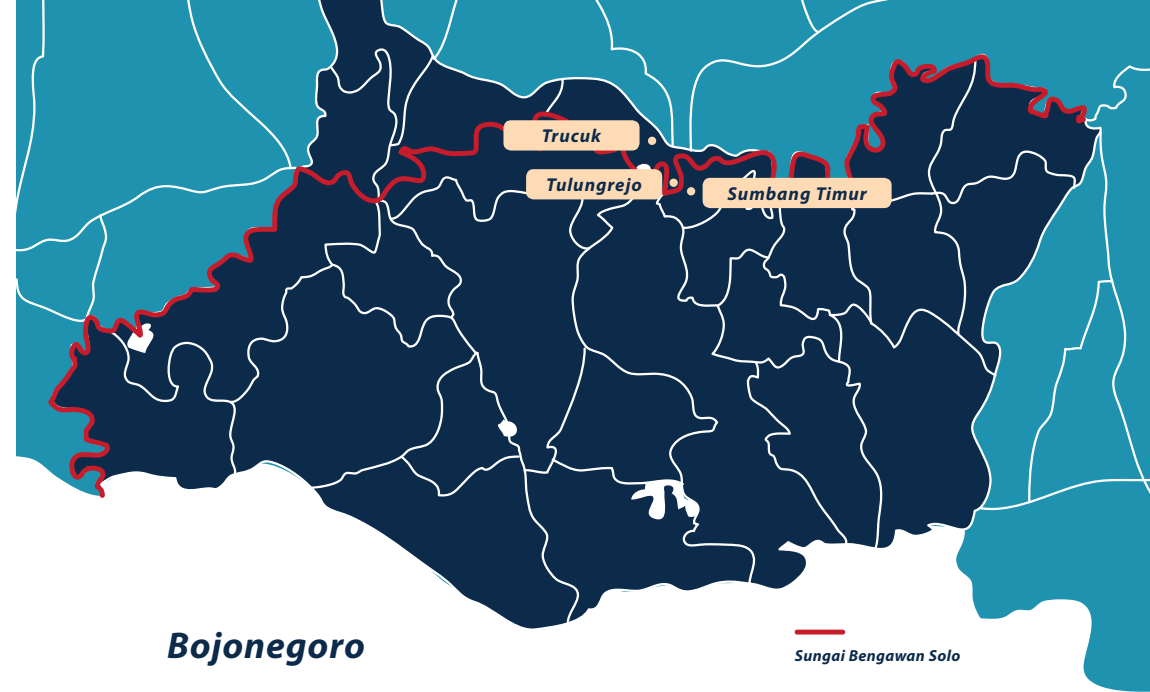 Trucuk
Tulungrejo
Sumbang Timur
Bojonegoro
Sungai Bengawan Solo